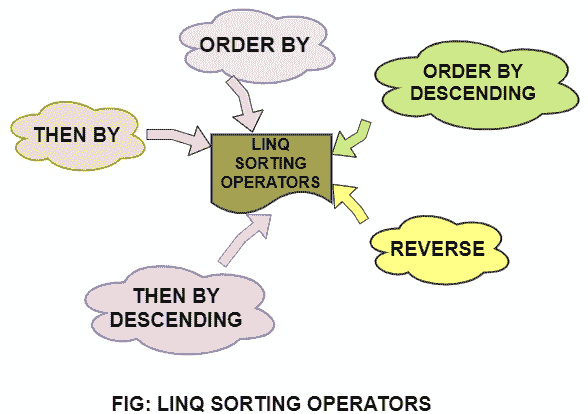 ORDER BY
ORDER BY
DESCENDING
THEN BY
LINQ
SORTING
OPERATORS
REVERSE
THEN BY
DESCENDING
FIG: LINQ SORTING OPERATORS